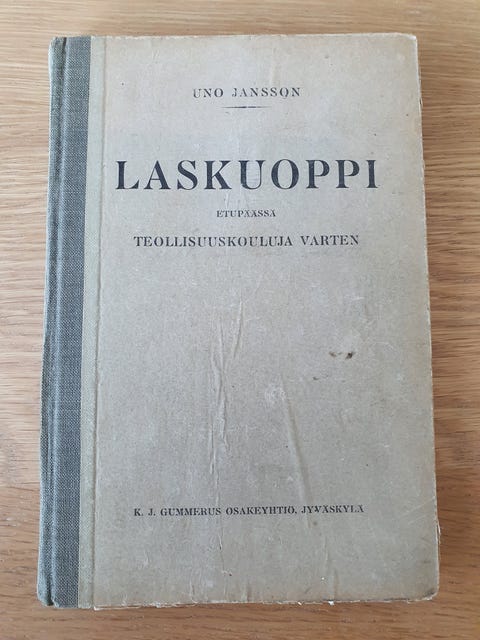 UNO JANSSON
LASKUOPPI
ETUPÄÄSSÄ
TEOLLISUUSKOULUJA VARTEN
K. J. GUMMERUS OSAKEYHTIÖ, JYVÄSKYLÄ